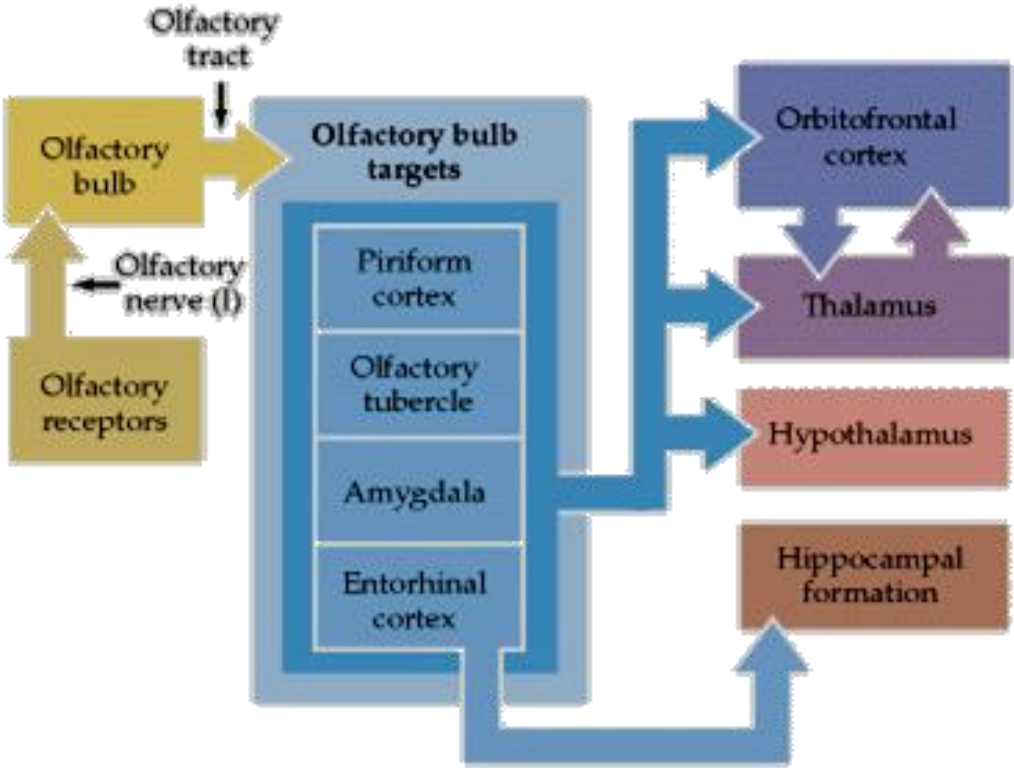 Olfactory
tract
Olfactory
bulb
Olfactory
nerve (I)
Olfactory
receptors
Olfactory bulb
targets
Piriform
cortex
Olfactory
tubercle
Amygdala
Entorhinal
cortex
Orbitofrontal
cortex
Thalamus
Hypothalamus
Hippocampal
formation